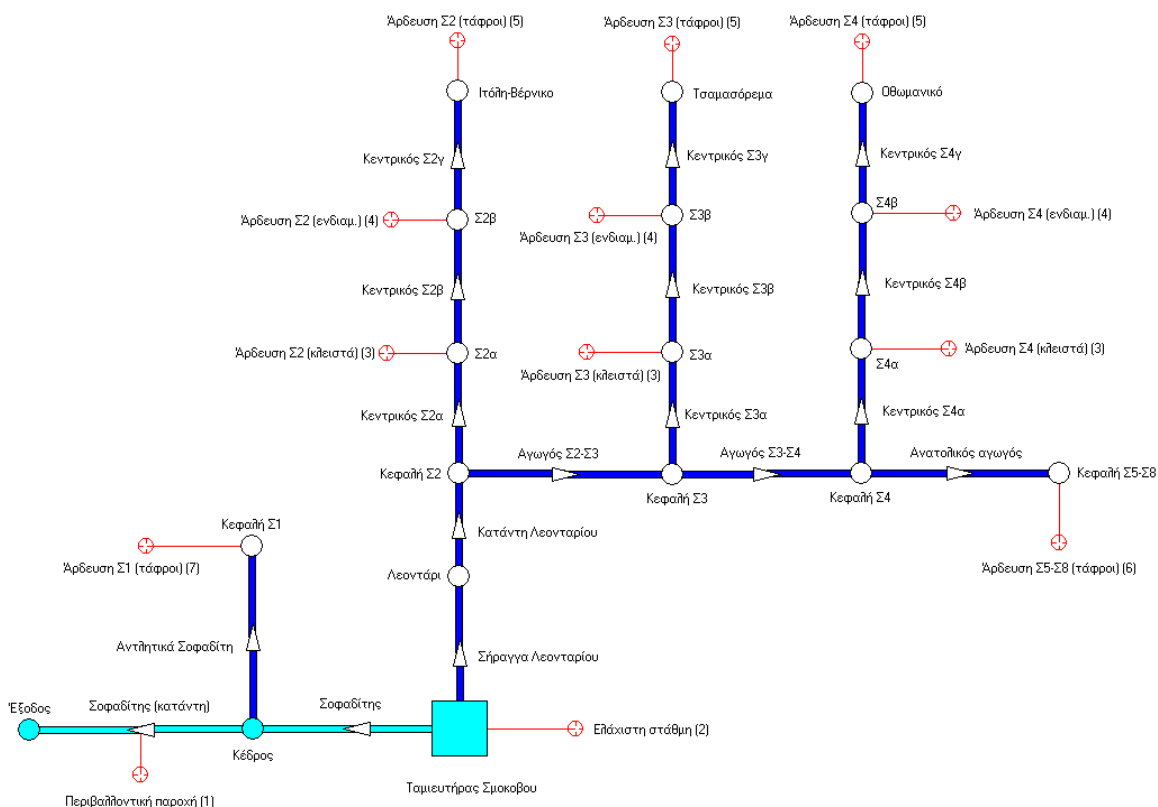 Άρδευση Σ2 (τάφροι) (5)
Άρδευση Σ3 (τάφροι) (5)
Άρδευση Σ4 (τάφροι) (5)
Ιτόλη-Βέρνικο
Τσαμασόρεμα
Οθωμανικό
Κεντρικός Σ2γ
Κεντρικός Σ3γ
Κεντρικός Σ4γ
Άρδευση Σ2 (ενδιαμ.) (4)
Σ2β
Άρδευση Σ3 (ενδιαμ.) (4)
Σ3β
Σ4β
Άρδευση Σ4 (ενδιαμ.) (4)
Κεντρικός Σ2β
Κεντρικός Σ3β
Κεντρικός Σ4β
Άρδευση Σ2 (κλειστά) (3)
Σ2α
Άρδευση Σ3 (κλειστά) (3)
Σ3α
Σ4α
Άρδευση Σ4 (κλειστά) (3)
Κεντρικός Σ2α
Κεντρικός Σ3α
Κεντρικός Σ4α
Αγωγός Σ2-Σ3
Αγωγός Σ3-Σ4
Ανατολικός αγωγός
Κεφαλή Σ2
Κεφαλή Σ3
Κεφαλή Σ4
Κεφαλή Σ5-Σ8
Κεφαλή Σ1
Κατάντη Λεονταρίου
Άρδευση Σ1 (τάφροι) (7)
Λεοντάρι
Άρδευση Σ5-Σ8 (τάφροι) (6)
Αντλητικά Σοφαδίτη
Σήραγγα Λεονταρίου
Έξοδος
Σοφαδίτης (κατάντη)
Σοφαδίτης
Ελάχιστη στάθμη (2)
Κέδρος
Ταμιευτήρας Σμοκοβου
Περιβαλλοντική παροχή (1)